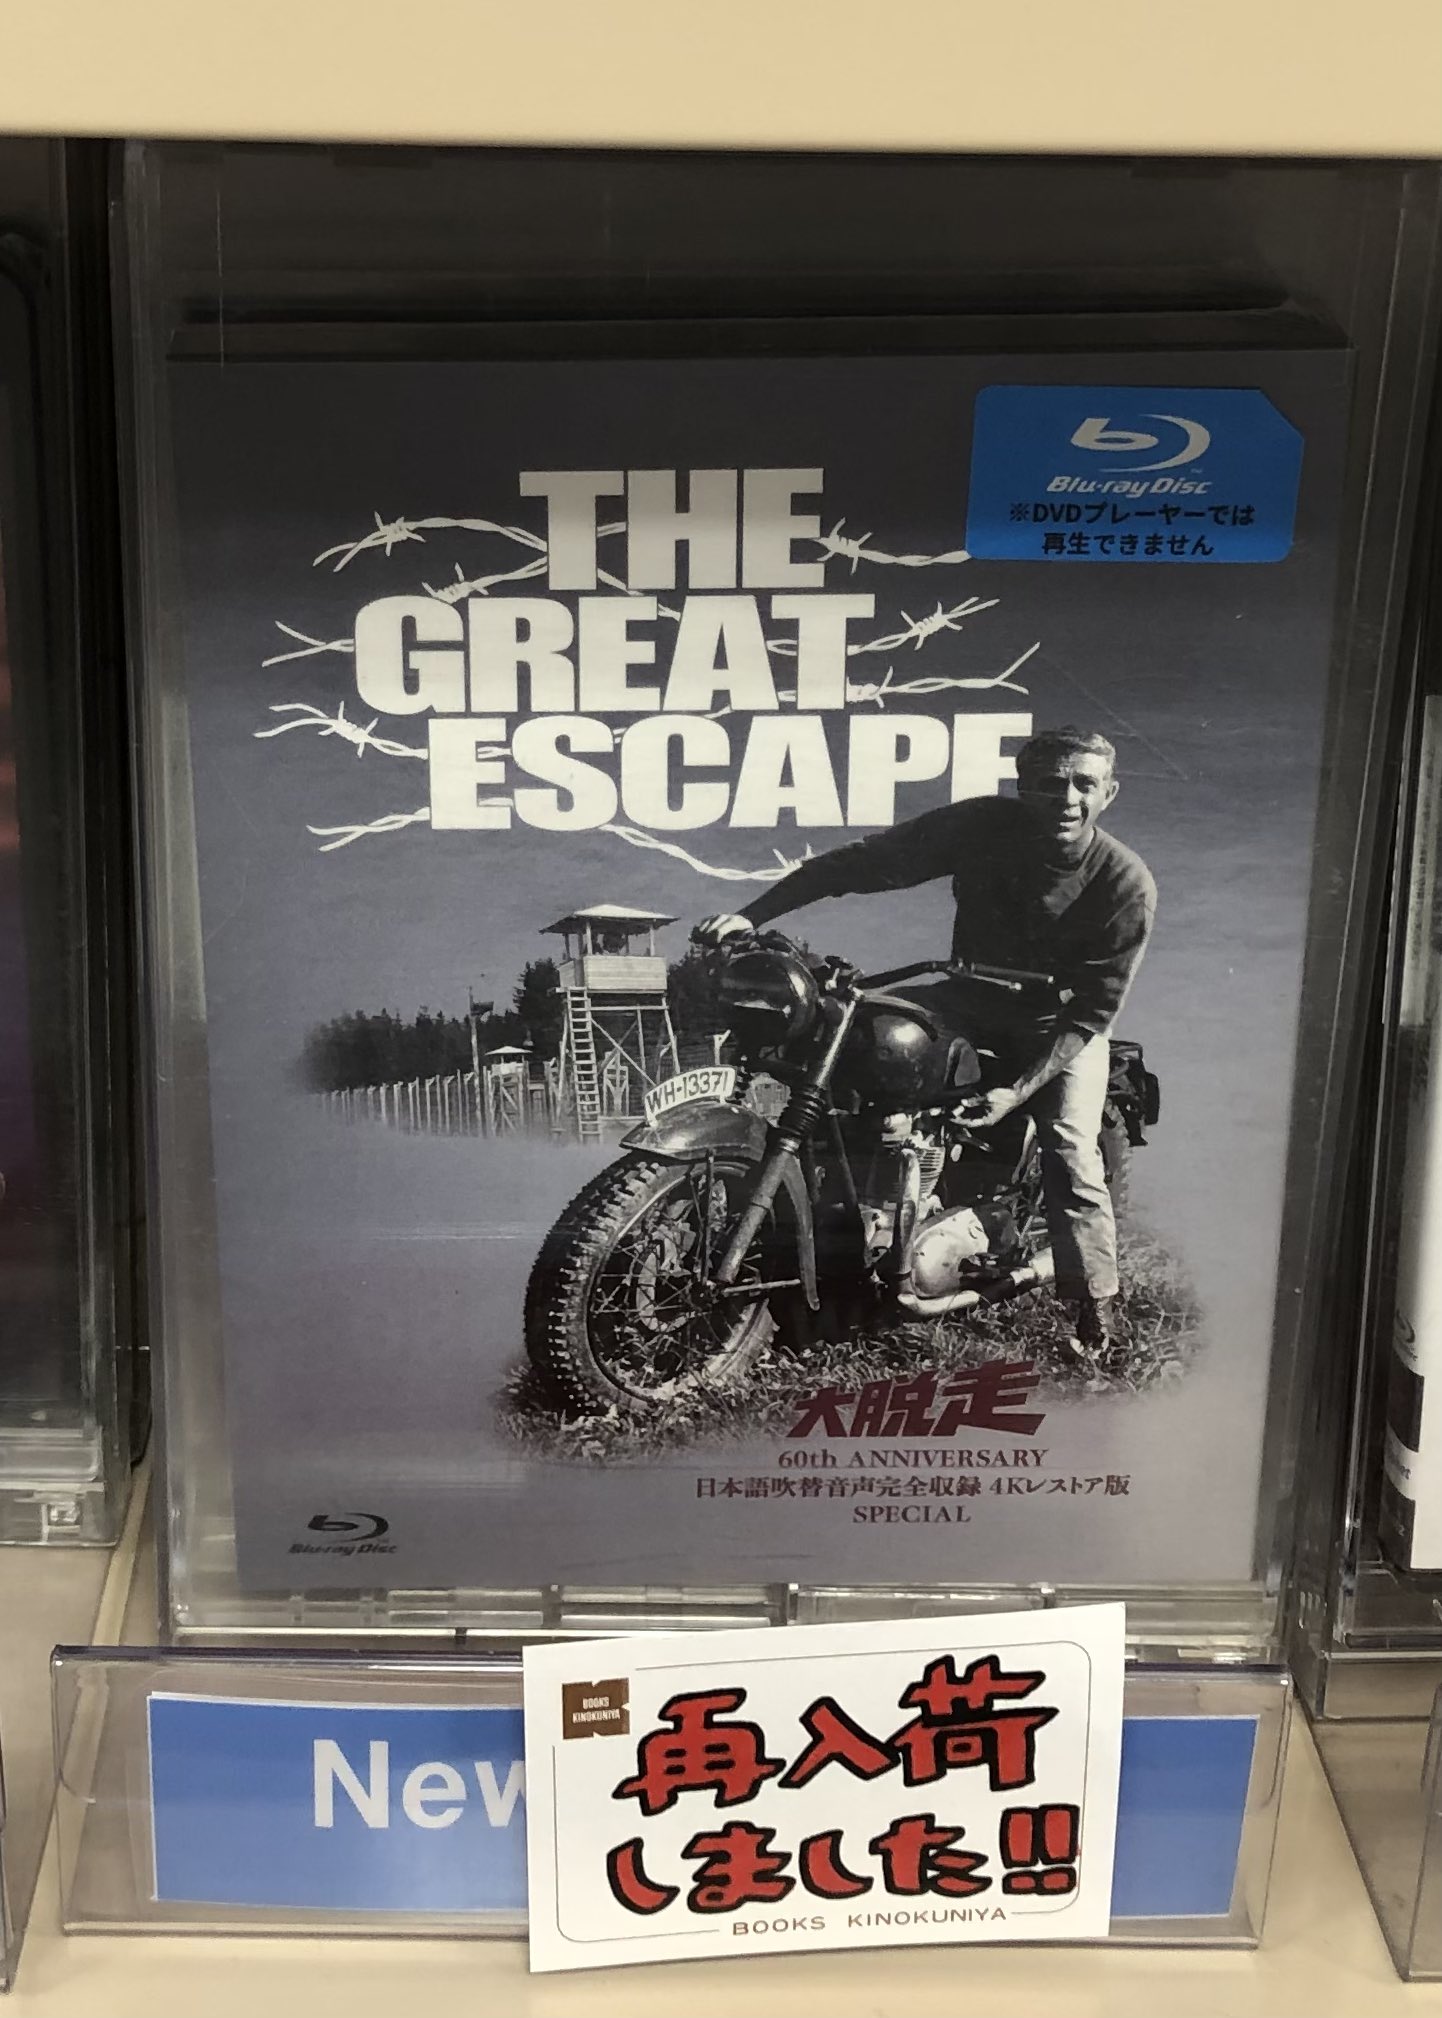 Blu-ray Disc
※DVDプレーヤーでは
再生できません
THE
GREAT
ESCAPE
WH-13371
大脱走
60th ANNIVERSARY
日本語吹替音声完全収録 4Kレストア版
SPECIAL
Blu-ray Disc
New
BOOKS
KINOKUNIYA
再入荷
しました!!
BOOKS KINOKUNIYA